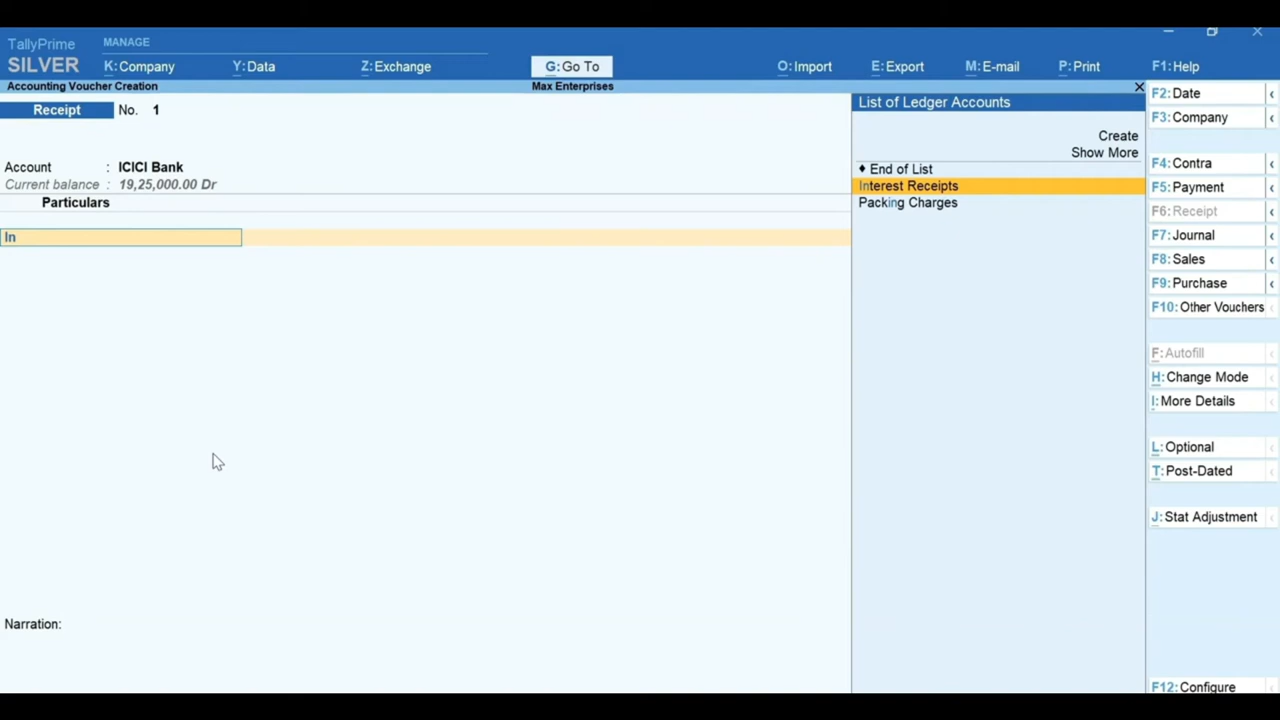 TallyPrime
MANAGE
SILVER
K:Company
Y:Data
Z:Exchange
G:Go To
O:Import
E:Export
M:E-mail
P:Print
F1:Help
Accounting Voucher Creation
Max Enterprises
Receipt No. 1
Account : ICICI Bank
Current balance : 19,25,000.00 Dr
Particulars
In
Narration:
List of Ledger Accounts
Create
Show More
♦ End of List
Interest Receipts
Packing Charges
F2:Date
F3:Company
F4:Contra
F5:Payment
F6:Receipt
F7:Journal
F8:Sales
F9:Purchase
F10:Other Vouchers
F:Autofill
H:Change Mode
I:More Details
L:Optional
T:Post-Dated
J:Stat Adjustment
F12:Configure